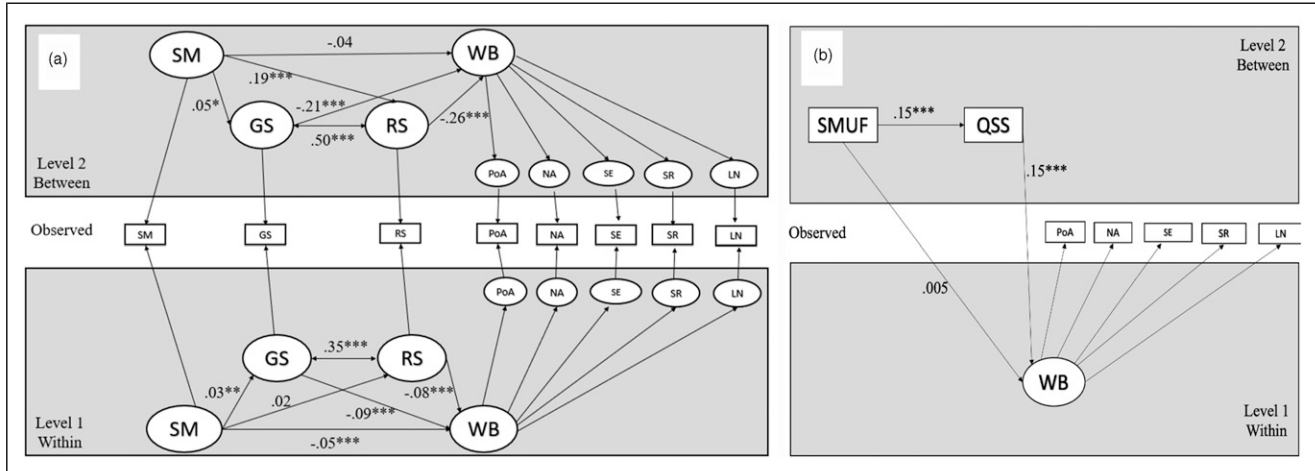 (a)
SM
-.04
WB
.19***
.05*
-.21***
GS
RS
-.26***
.50***
Level 2
Between
PoA
NA
SE
SR
LN
Observed
SM
GS
RS
PoA
NA
SE
SR
LN
PoA
NA
SE
SR
LN
GS
.35***
RS
.03**
.02
-.08***
-.09***
Level 1
Within
SM
-.05***
WB
(b)
Level 2
Between
SMUF
.15***
QSS
.15***
Observed
PoA
NA
SE
SR
LN
.005
WB
Level 1
Within